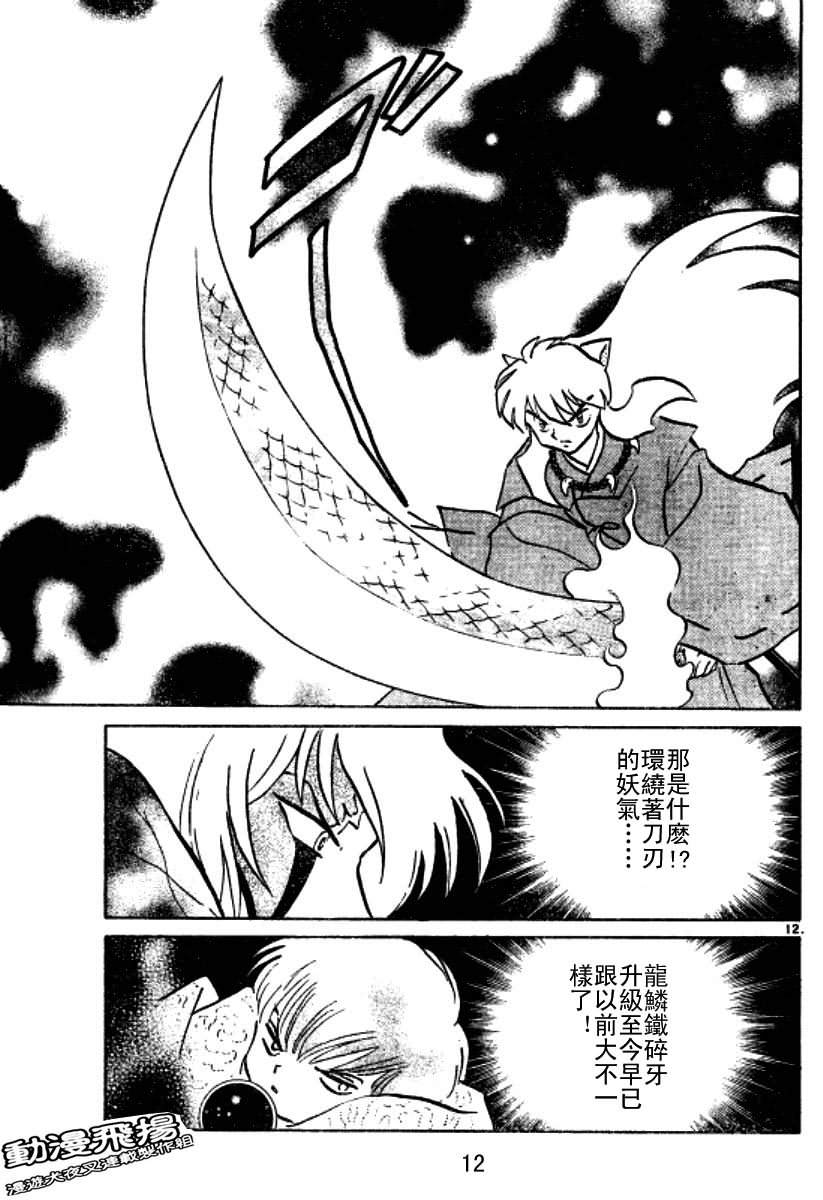 ゴ
那是什麽!?
環繞著刀刃
的妖氣……
12.
龍鱗鐵碎牙
升級至今早已
跟以前大不一
樣了!
動漫飛揚
漫遊犬夜叉連載製作組
12